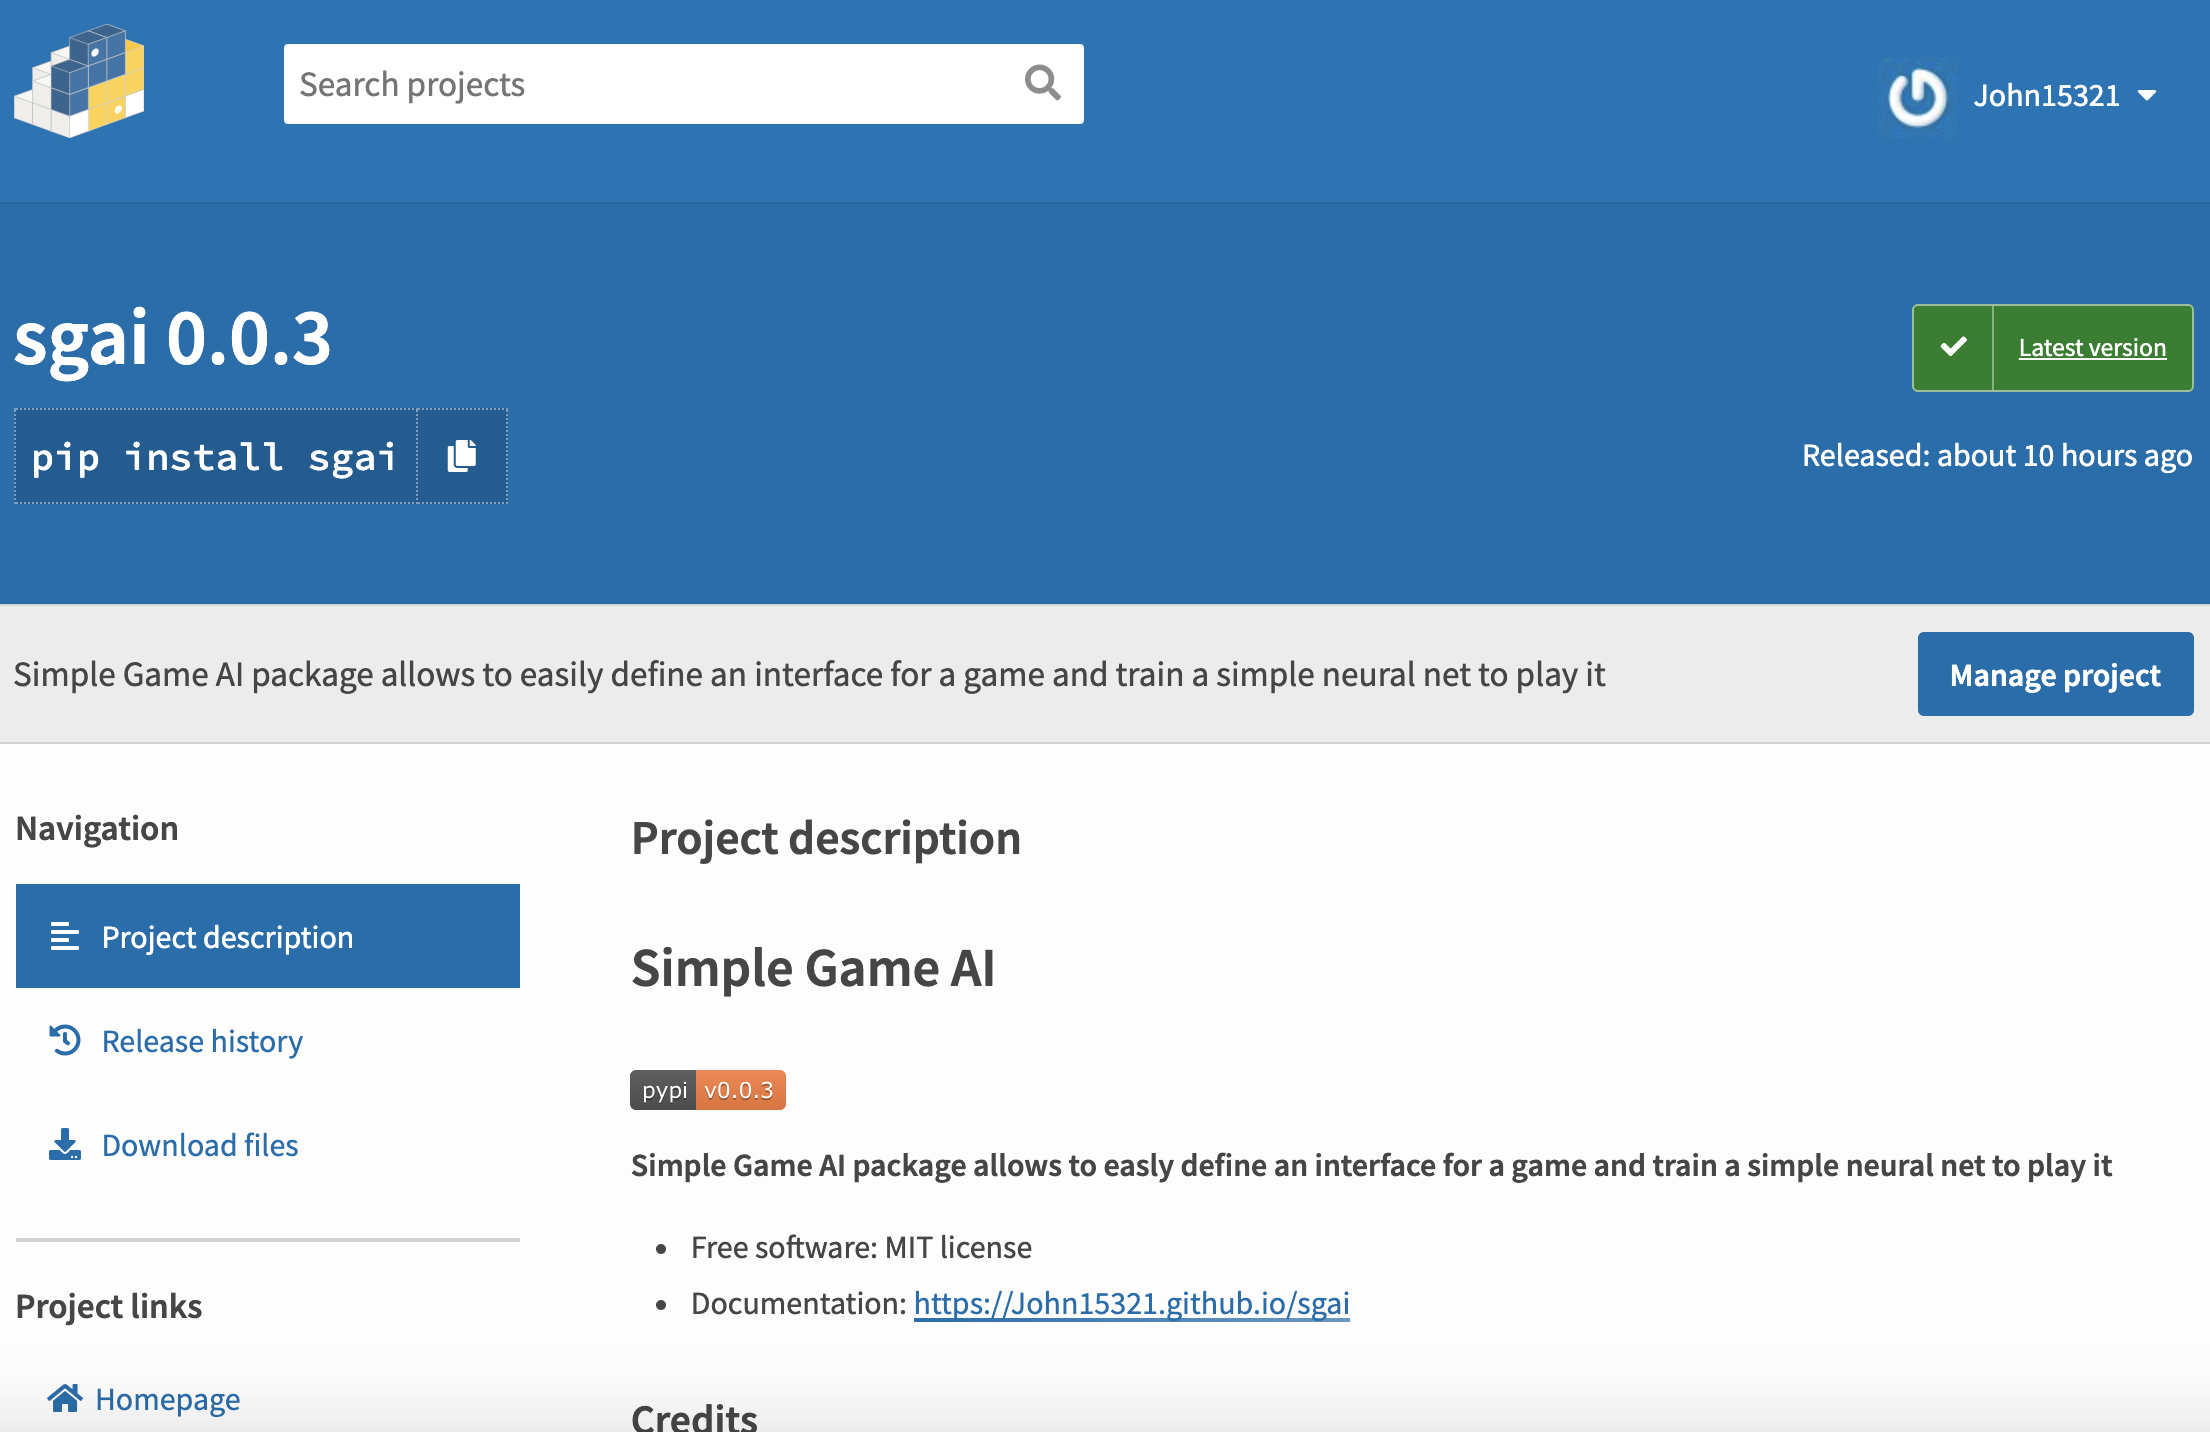 Search projects
John15321
sgai 0.0.3
Latest version
pip install sgai
Released: about 10 hours ago
Simple Game AI package allows to easily define an interface for a game and train a simple neural net to play it
Manage project
Navigation
Project description
Release history
Download files
Project links
Homepage
Project description
Simple Game AI
pypi v0.0.3
Simple Game AI package allows to easly define an interface for a game and train a simple neural net to play it
Free software: MIT license
Documentation: https://John15321.github.io/sgai
Credits